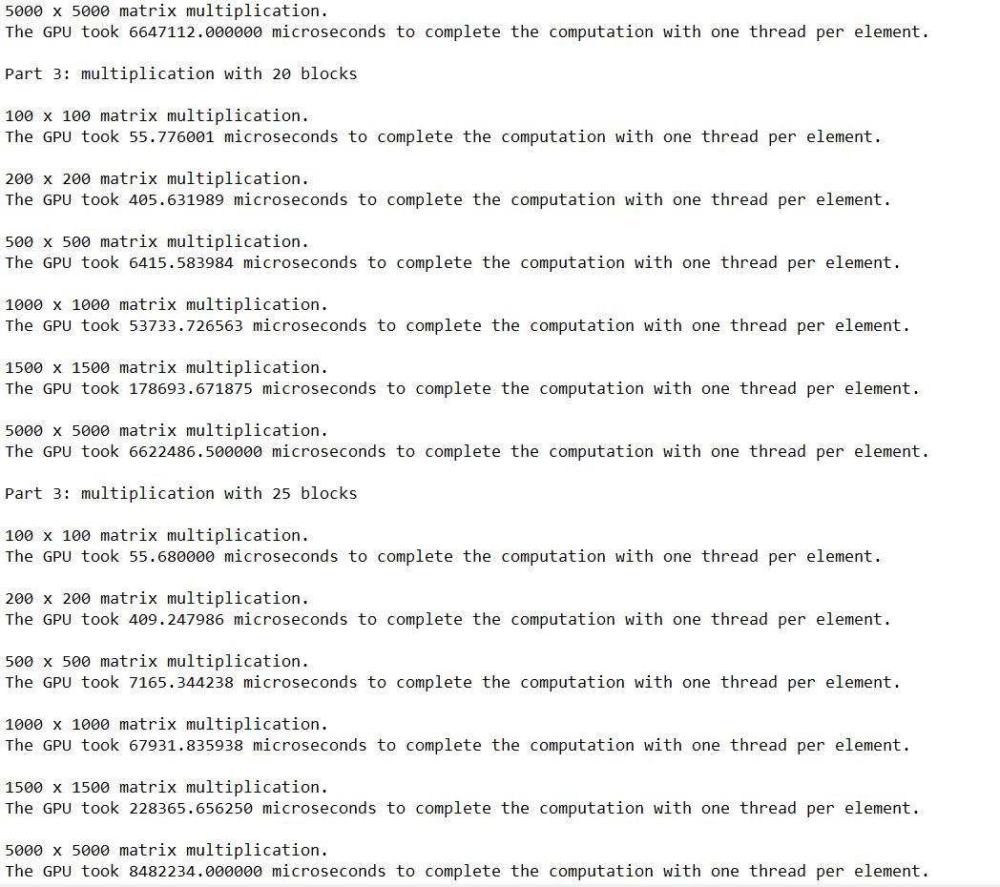 5000 x 5000 matrix multiplication.
The GPU took 6647112.000000 microseconds to complete the computation with one thread per element.
Part 3: multiplication with 20 blocks
100 x 100 matrix multiplication.
The GPU took 55.776001 microseconds to complete the computation with one thread per element.
200 x 200 matrix multiplication.
The GPU took 405.631989 microseconds to complete the computation with one thread per element.
500 x 500 matrix multiplication.
The GPU took 6415.583984 microseconds to complete the computation with one thread per element.
1000 x 1000 matrix multiplication.
The GPU took 53733.726563 microseconds to complete the computation with one thread per element.
1500 x 1500 matrix multiplication.
The GPU took 178693.671875 microseconds to complete the computation with one thread per element.
5000 x 5000 matrix multiplication.
The GPU took 6622486.500000 microseconds to complete the computation with one thread per element.
Part 3: multiplication with 25 blocks
100 x 100 matrix multiplication.
The GPU took 55.680000 microseconds to complete the computation with one thread per element.
200 x 200 matrix multiplication.
The GPU took 409.247986 microseconds to complete the computation with one thread per element.
500 x 500 matrix multiplication.
The GPU took 7165.344238 microseconds to complete the computation with one thread per element.
1000 x 1000 matrix multiplication.
The GPU took 67931.835938 microseconds to complete the computation with one thread per element.
1500 x 1500 matrix multiplication.
The GPU took 228365.656250 microseconds to complete the computation with one thread per element.
5000 x 5000 matrix multiplication.
The GPU took 8482234.000000 microseconds to complete the computation with one thread per element.